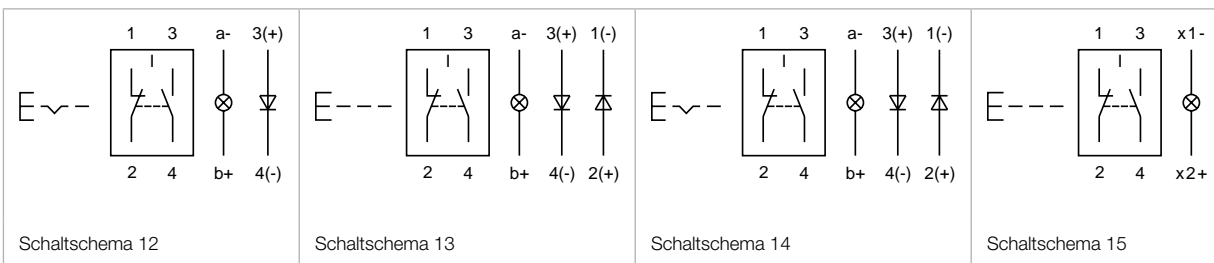 1 3 a- 3(+)
2 4 b+ 4(-)
Schaltschema 12
1 3 a- 3(+) 1(-)
2 4 b+ 4(-) 2(+)
Schaltschema 13
1 3 a- 3(+) 1(-)
2 4 b+ 4(-) 2(+)
Schaltschema 14
1 3 x1-
2 4 x2+
Schaltschema 15